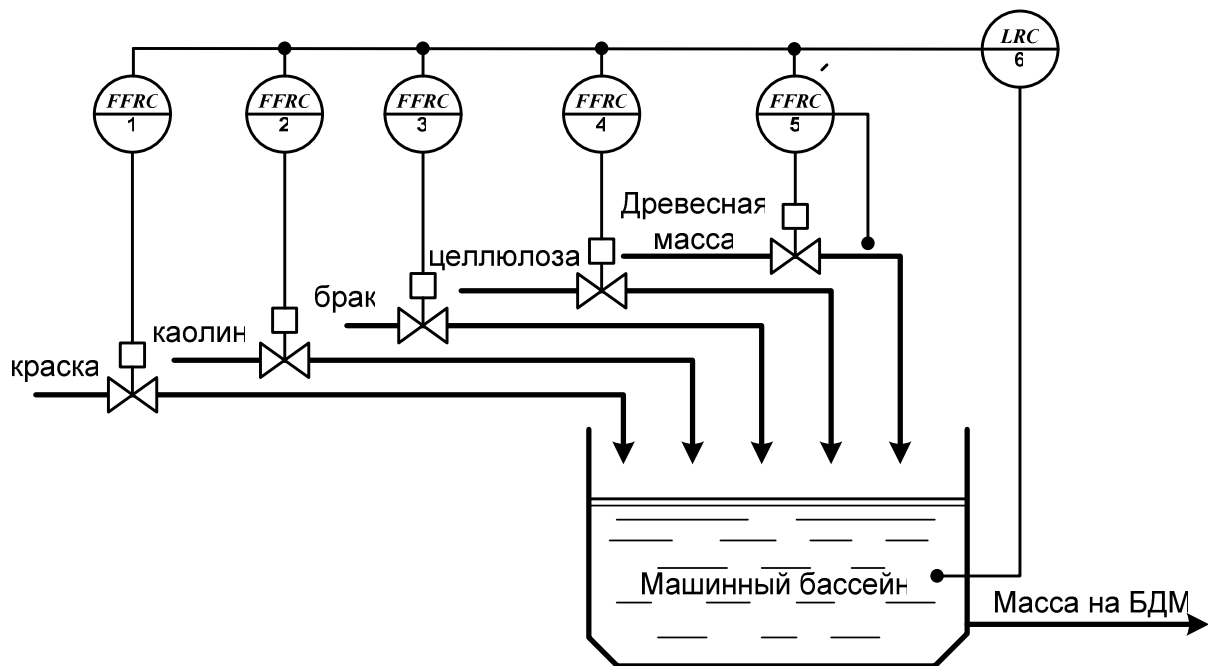 LRC
6
FFRC
1
FFRC
2
FFRC
3
FFRC
4
FFRC
5
Древесная
масса
целлюлоза
брак
каолин
краска
Машинный бассейн
Масса на БДМ